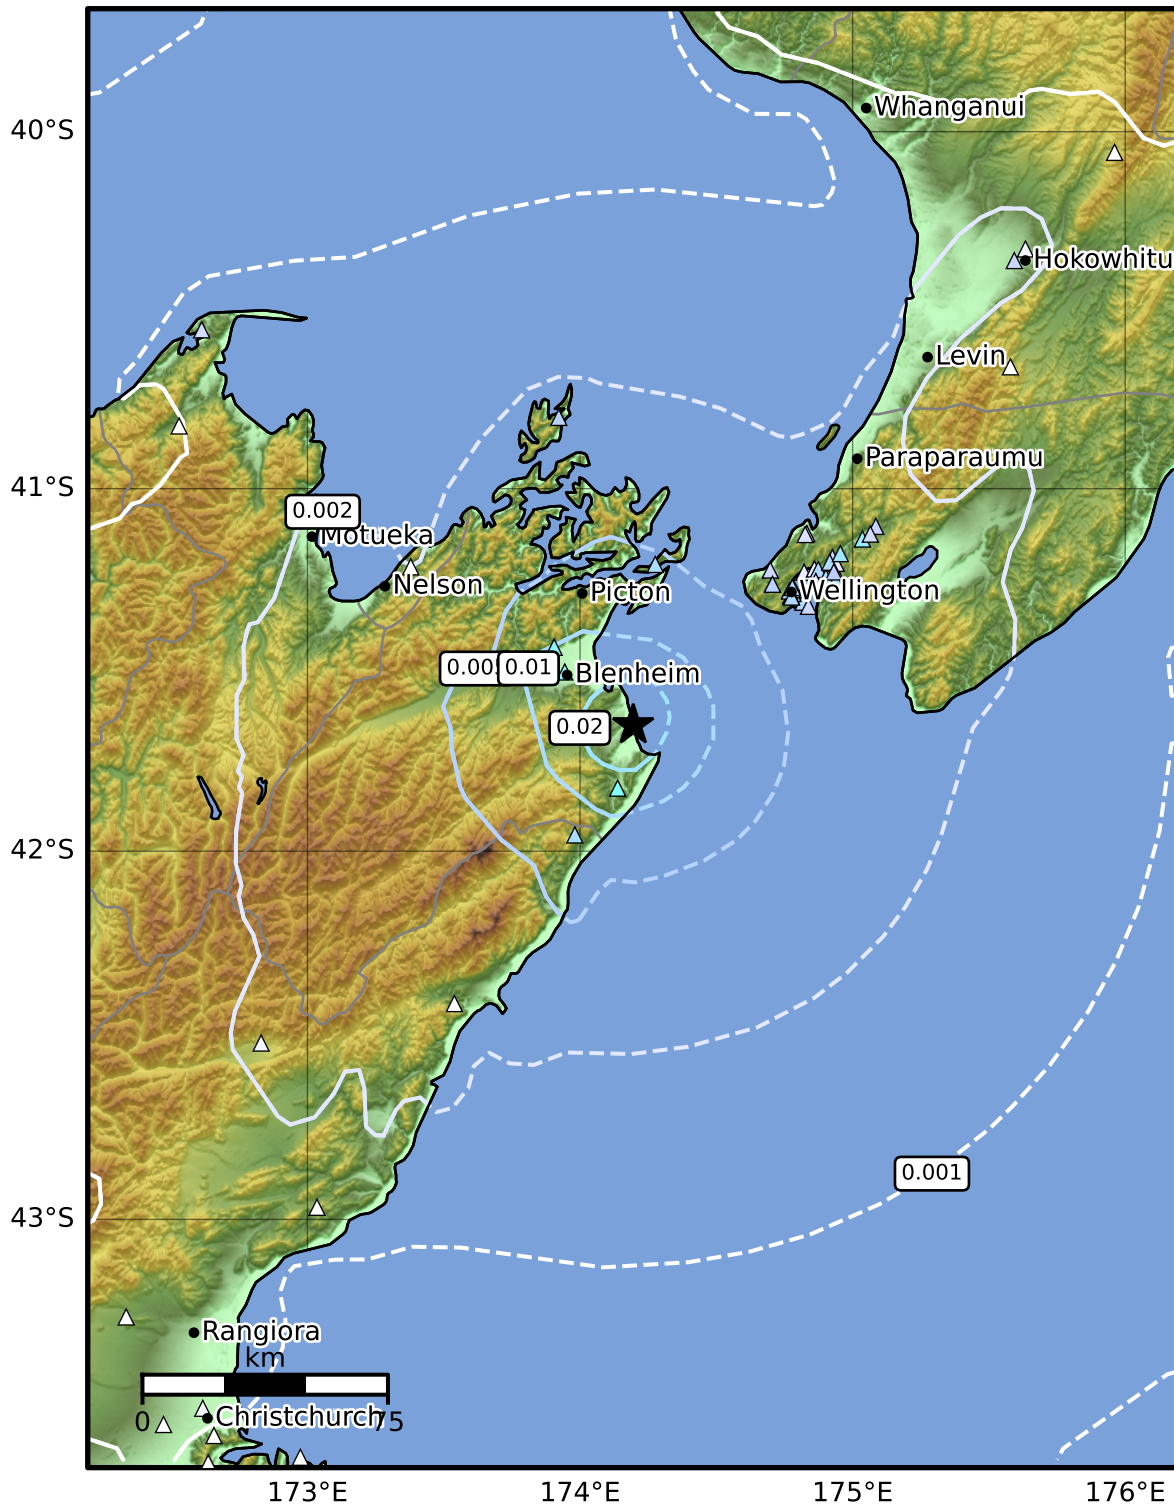 40°S
Whanganui
Hokowhitu
Levin
Paraparaumu
41°S
0.002
Motueka
Nelson
Picton
Wellington
0.01
Blenheim
0.02
42°S
0.001
43°S
Rangiora
km
0
75
Christchurch
173°E
174°E
175°E
176°E